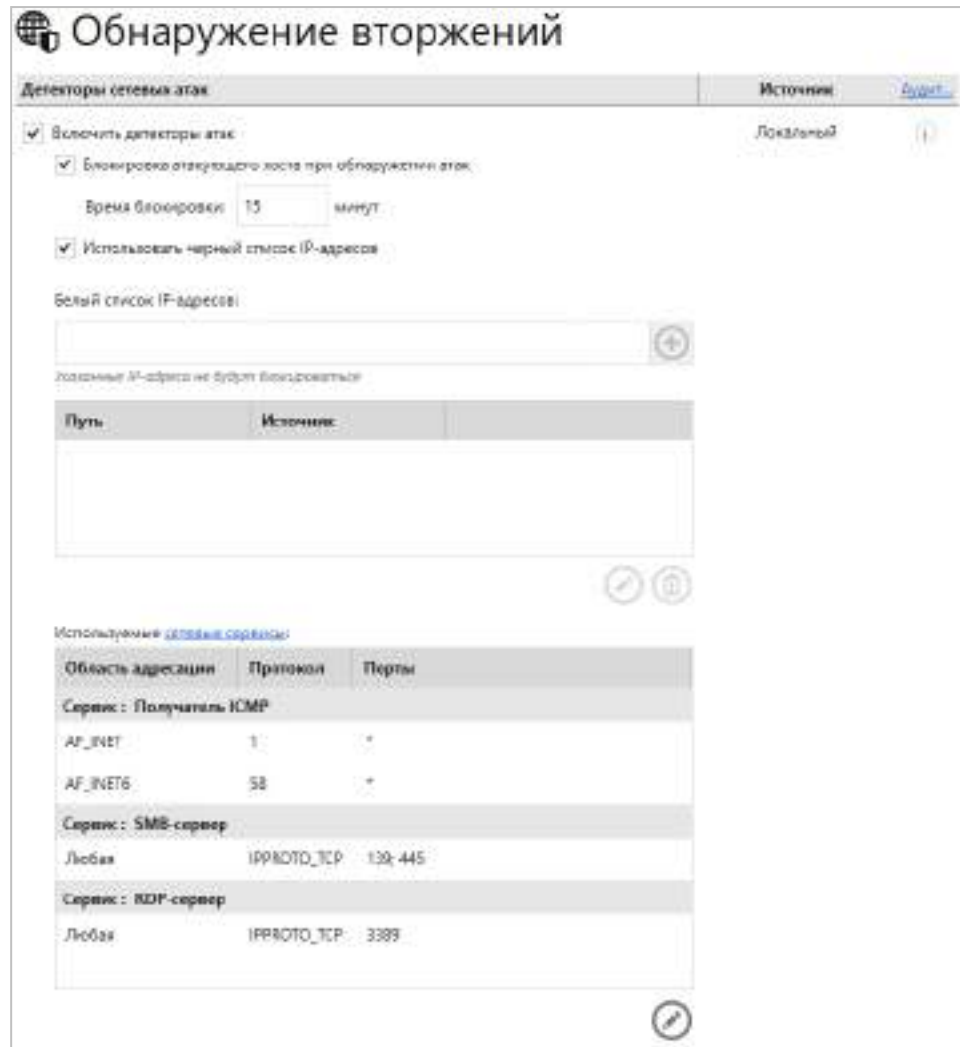 Обнаружение вторжений
Детекторы сетевых атак Источник Аудит...
Включить детекторы атак Локальный
Блокировка атакующего хоста при обнаружении атак
Время блокировки: 15 минут
Использовать черный список IP-адресов
Белый список IP-адресов:
Указанные IP-адреса не будут блокироваться
Путь Источник
Используемые сетевые сервисы:
Область адресации Протокол Порты
Сервис : Получатель ICMP
AF_INET 1 *
AF_INET6 58 *
Сервис : SMB-сервер
Любая IPPROTO_TCP 139; 445
Сервис : RDP-сервер
Любая IPPROTO_TCP 3389